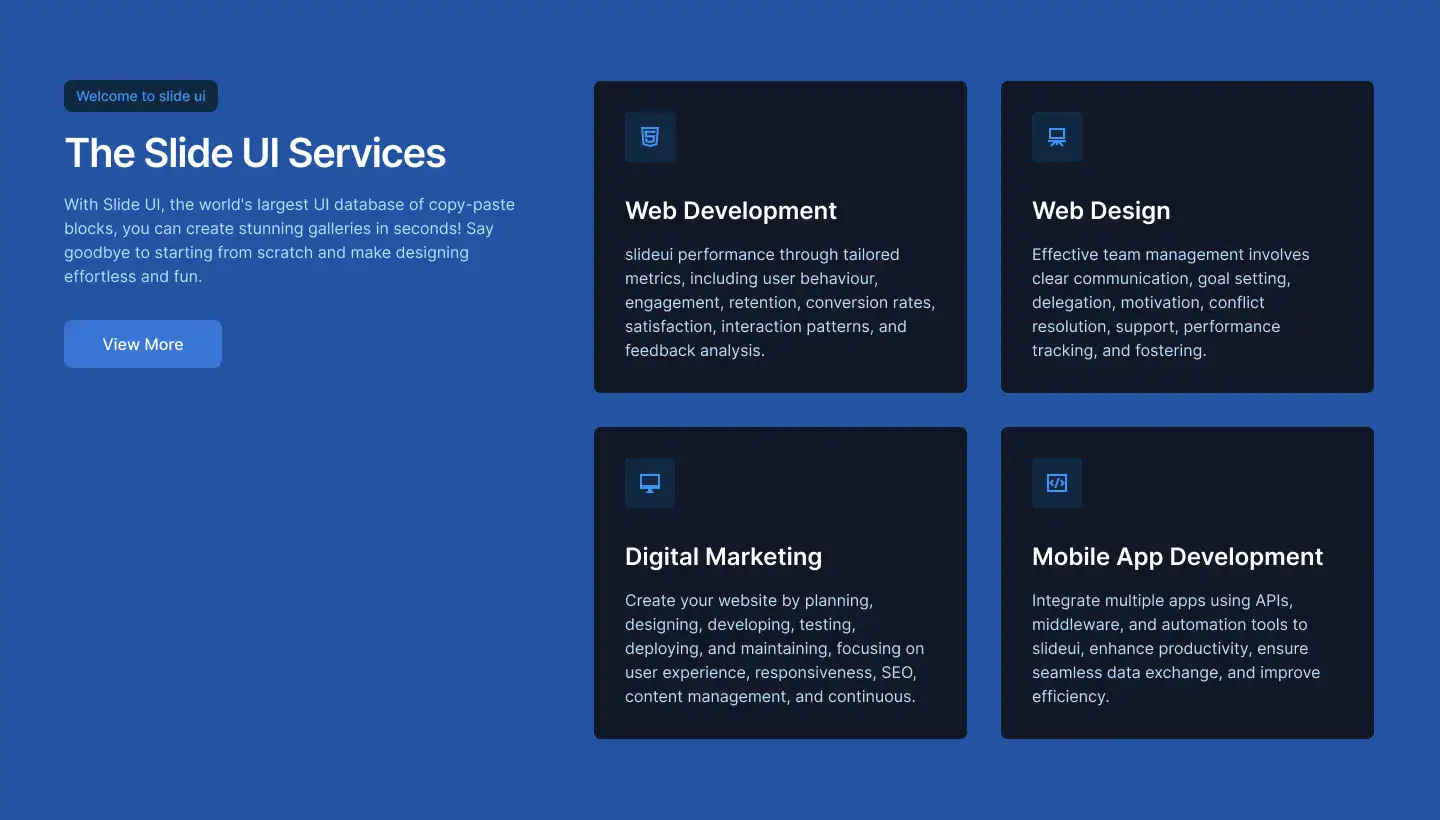 Welcome to slide ui
The Slide UI Services
With Slide UI, the world's largest UI database of copy-paste
blocks, you can create stunning galleries in seconds! Say
goodbye to starting from scratch and make designing
effortless and fun.
View More
Web Development
slideui performance through tailored
metrics, including user behaviour,
engagement, retention, conversion rates,
satisfaction, interaction patterns, and
feedback analysis.
Web Design
Effective team management involves
clear communication, goal setting,
delegation, motivation, conflict
resolution, support, performance
tracking, and fostering.
Digital Marketing
Create your website by planning,
designing, developing, testing,
deploying, and maintaining, focusing on
user experience, responsiveness, SEO,
content management, and continuous.
Mobile App Development
Integrate multiple apps using APIs,
middleware, and automation tools to
slideui, enhance productivity, ensure
seamless data exchange, and improve
efficiency.